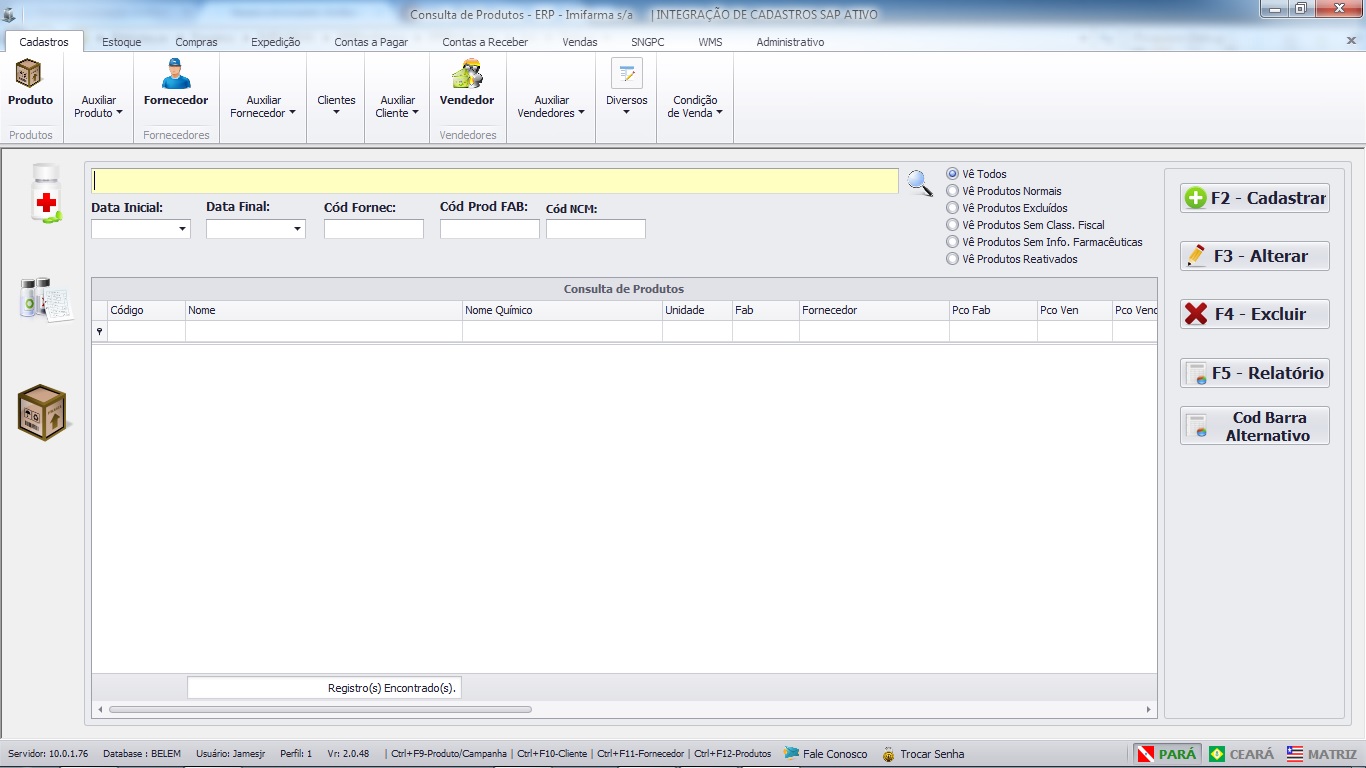 Consulta de Produtos - ERP - Imifarma s/a | INTEGRAÇÃO DE CADASTROS SAP ATIVO
Cadastros Estoque Compras Expedição Contas a Pagar Contas a Receber Vendas SNGPC WMS Administrativo
Produto
Auxiliar
Produto
Produtos
Fornecedor
Fornecedores
Auxiliar
Fornecedor
Clientes
Auxiliar
Cliente
Vendedor
Vendedores
Auxiliar
Vendedores
Diversos
Condição
de Venda
Data Inicial: Data Final: Cód Fornec: Cód Prod FAB: Cód NCM:
Vê Todos
Vê Produtos Normais
Vê Produtos Excluídos
Vê Produtos Sem Class. Fiscal
Vê Produtos Sem Info. Farmacêuticas
Vê Produtos Reativados
F2 - Cadastrar
F3 - Alterar
F4 - Excluir
F5 - Relatório
Cod Barra
Alternativo
Consulta de Produtos
Código Nome Nome Químico Unidade Fab Fornecedor Pco Fab Pco Ven Pco Venc
Registro(s) Encontrado(s).
Servidor: 10.0.1.76 Database : BELEM Usuário: Jamesjr Perfil: 1 Vr: 2.0.48 | Ctrl+F9-Produto/Campanha | Ctrl+F10-Cliente | Ctrl+F11-Fornecedor | Ctrl+F12-Produtos Fale Conosco Trocar Senha PARÁ CEARÁ MATRIZ